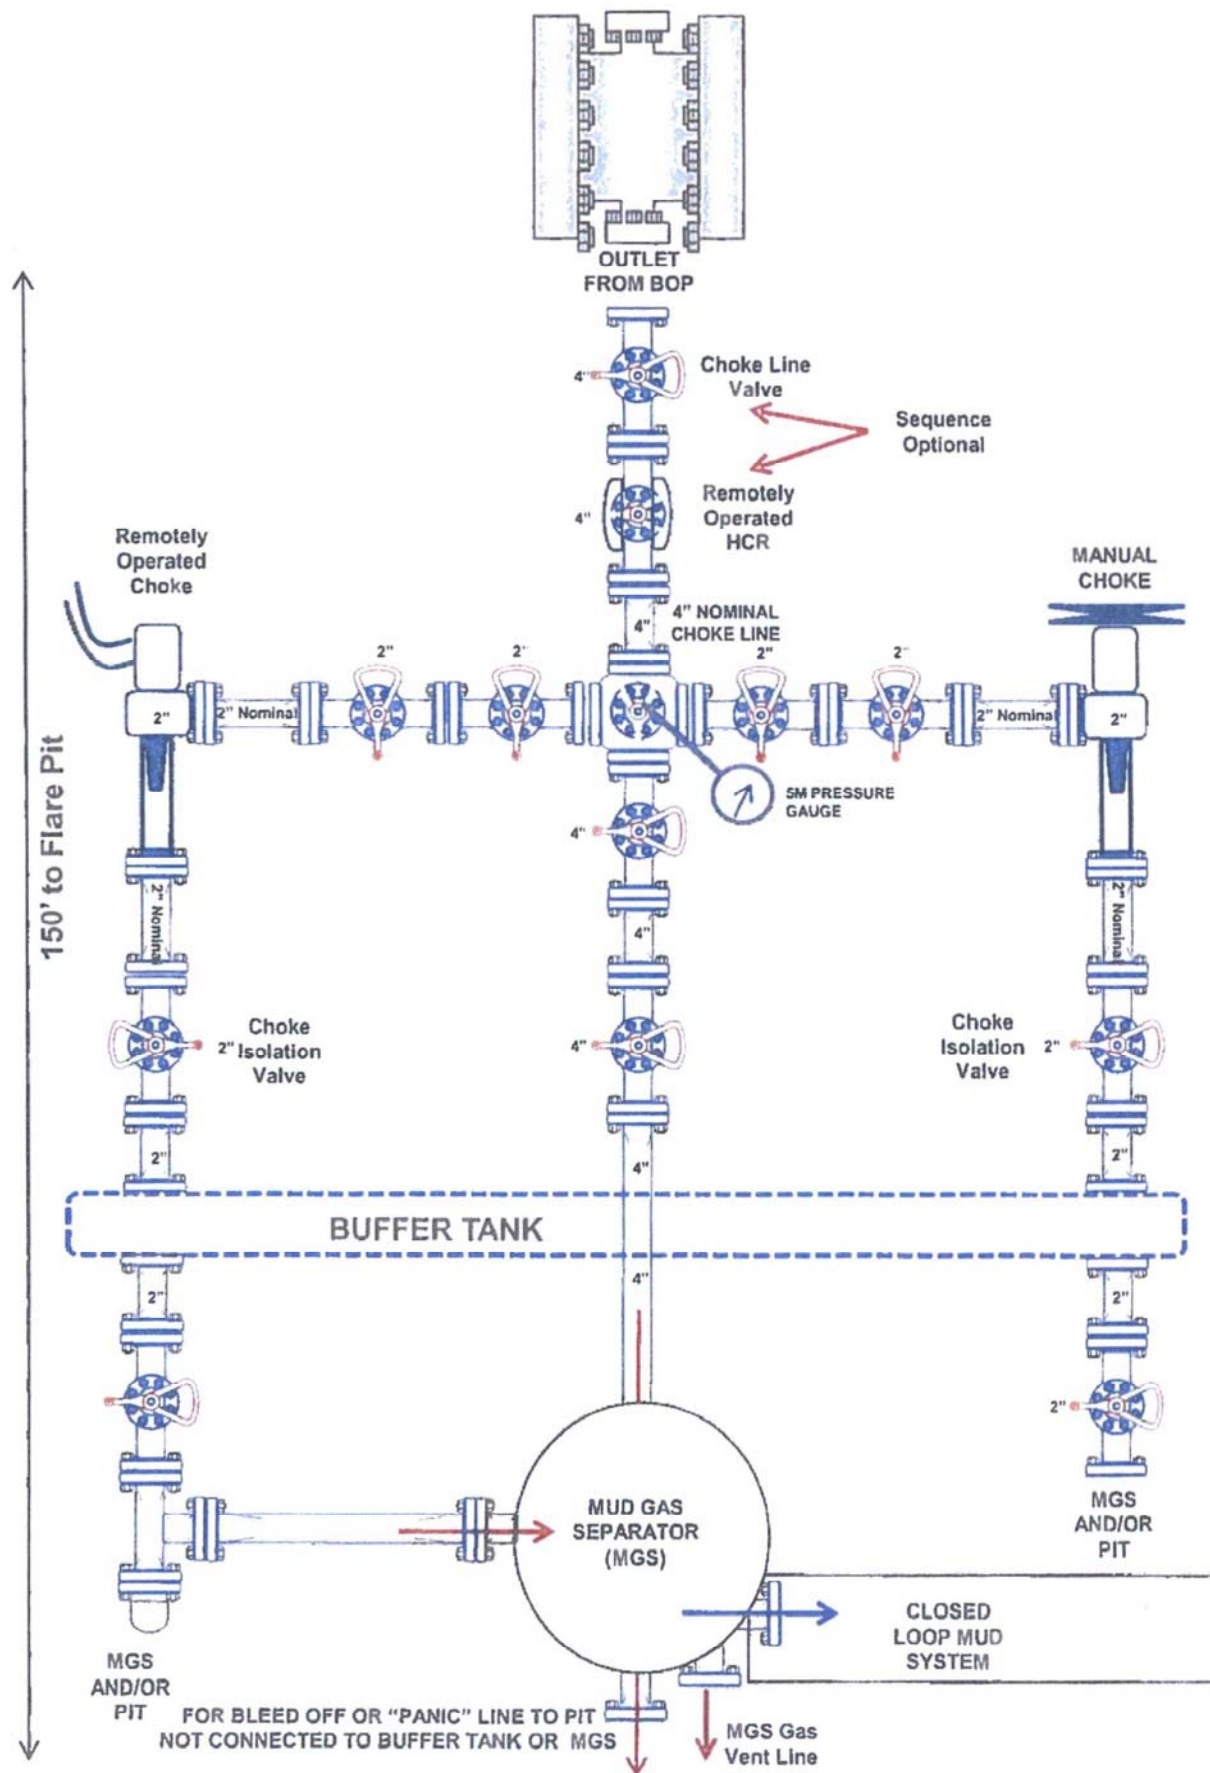 OUTLET
FROM BOP
4"
Choke Line
Valve
Sequence
Optional
4"
Remotely
Operated
HCR
Remotely
Operated
Choke
MANUAL
CHOKE
4"
4" NOMINAL
CHOKE LINE
2"
2"
2"
2"
2"
2" Nominal
2" Nominal
2"
5M PRESSURE
GAUGE
4"
150' to Flare Pit
2" Nominal
4"
2" Nominal
2"
Choke
Isolation
Valve
4"
Choke
Isolation
Valve
2"
2"
4"
2"
BUFFER TANK
2"
4"
2"
2"
MUD GAS
SEPARATOR
(MGS)
MGS
AND/OR
PIT
CLOSED
LOOP MUD
SYSTEM
MGS
AND/OR
PIT
FOR BLEED OFF OR "PANIC" LINE TO PIT
NOT CONNECTED TO BUFFER TANK OR MGS
MGS Gas
Vent Line